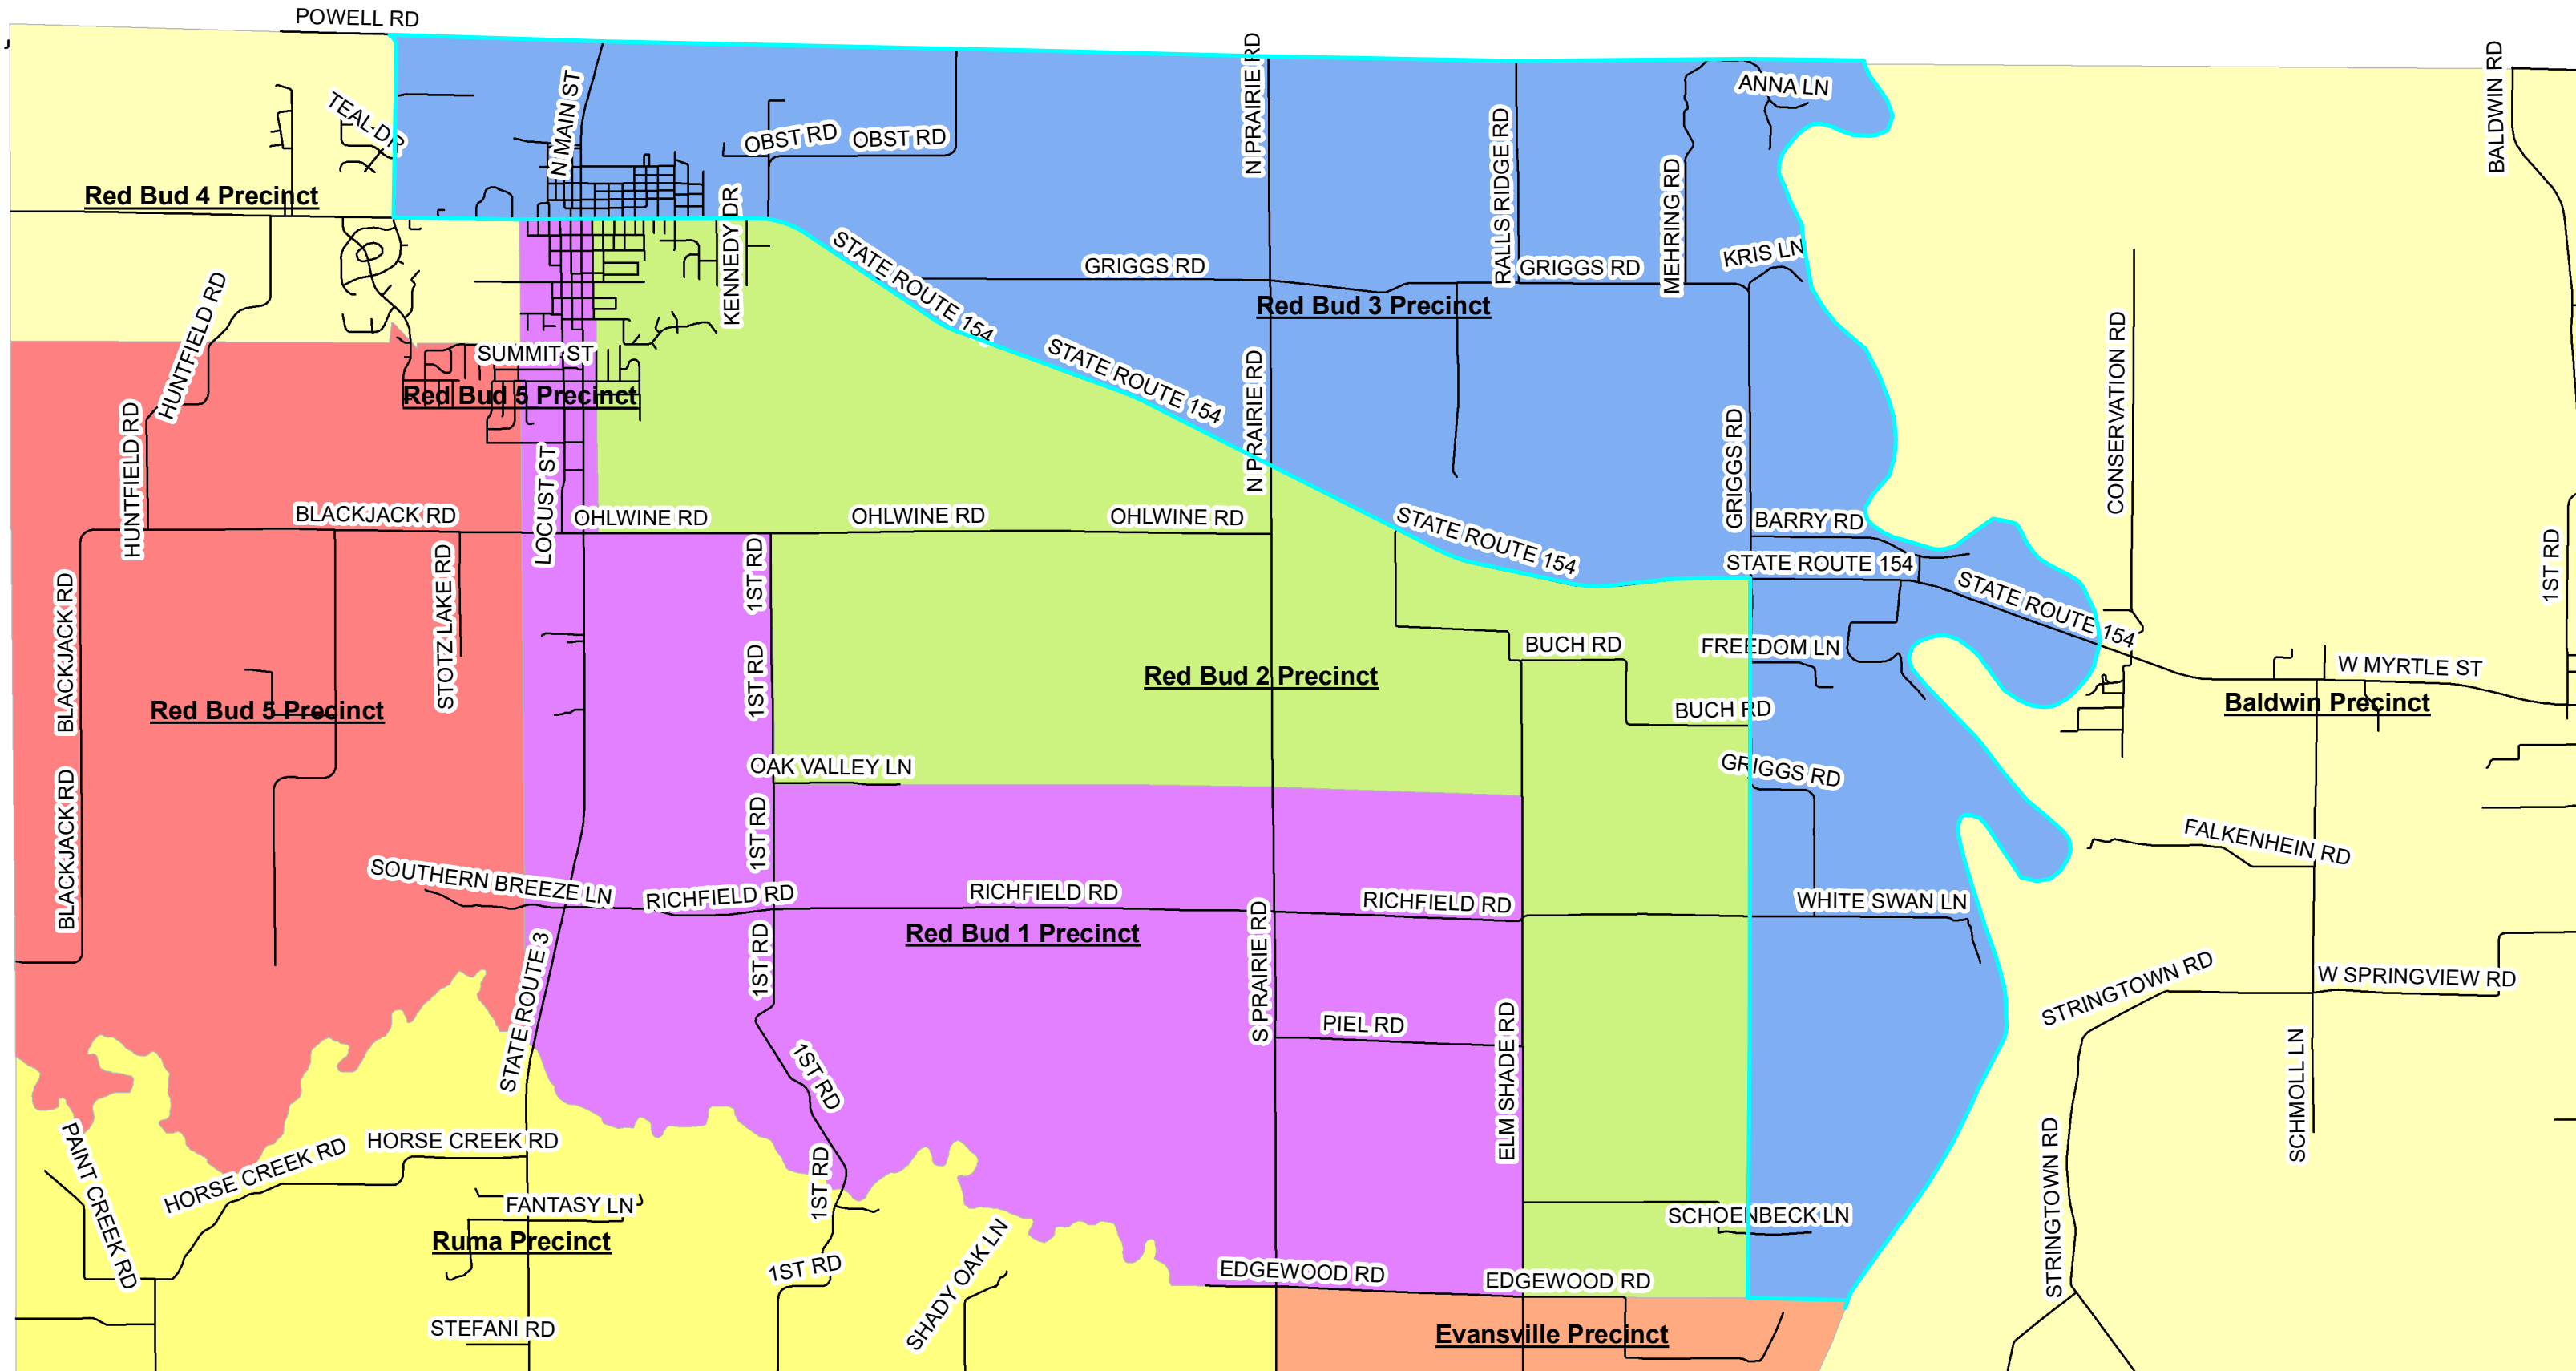 POWELL RD
N MAIN ST
TEAL DR
OBST RD
OBST RD
N PRAIRIE RD
RALLS RIDGE RD
MEHRING RD
ANNA LN
BALDWIN RD
Red Bud 4 Precinct
KENNEDY DR
STATE ROUTE 154
GRIGGS RD
GRIGGS RD
KRIS LN
Red Bud 3 Precinct
HUNTFIELD RD
SUMMIT ST
STATE ROUTE 154
N PRAIRIE RD
CONSERVATION RD
Red Bud 5 Precinct
HUNTFIELD RD
LOCUST ST
GRIGGS RD
BLACKJACK RD
OHLWINE RD
OHLWINE RD
OHLWINE RD
STATE ROUTE 154
BARRY RD
STATE ROUTE 154
STATE ROUTE 154
1ST RD
1ST RD
BLACKJACK RD
STOTZ LAKE RD
1ST RD
BUCH RD
FREEDOM LN
W MYRTLE ST
Red Bud 2 Precinct
Red Bud 5 Precinct
BUCH RD
Baldwin Precinct
OAK VALLEY LN
GRIGGS RD
BLACKJACK RD
1ST RD
FALKENHEIN RD
SOUTHERN BREEZE LN
RICHFIELD RD
RICHFIELD RD
RICHFIELD RD
WHITE SWAN LN
Red Bud 1 Precinct
1ST RD
S PRAIRIE RD
STATE ROUTE 3
STRINGTOWN RD
W SPRINGVIEW RD
PIEL RD
ELM SHADE RD
1ST RD
SCHMOLL LN
PAINT CREEK RD
HORSE CREEK RD
HORSE CREEK RD
1ST RD
STRINGTOWN RD
FANTASY LN
SCHOENBECK LN
Ruma Precinct
1ST RD
SHADY OAK LN
EDGEWOOD RD
EDGEWOOD RD
STEFANI RD
Evansville Precinct